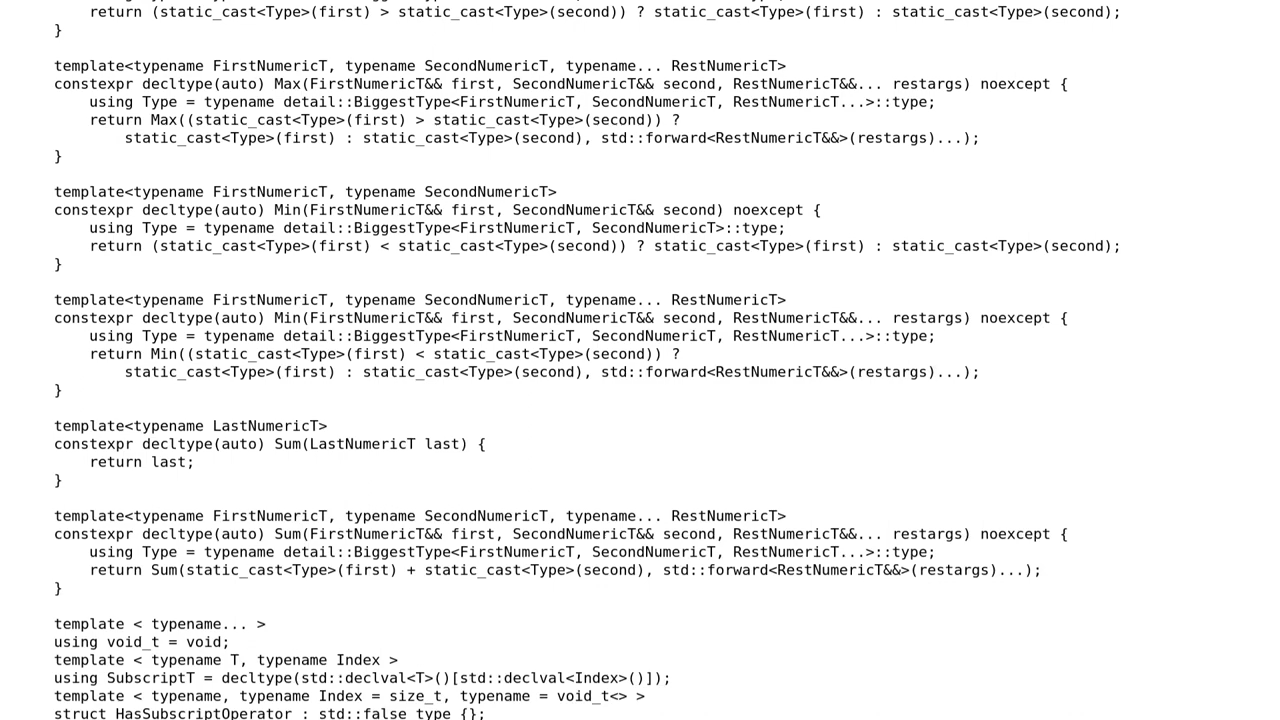 return (static_cast<Type>(first) > static_cast<Type>(second)) ? static_cast<Type>(first) : static_cast<Type>(second);
}
template<typename FirstNumericT, typename SecondNumericT, typename... RestNumericT>
constexpr decltype(auto) Max(FirstNumericT&& first, SecondNumericT&& second, RestNumericT&&... restargs) noexcept {
using Type = typename detail::BiggestType<FirstNumericT, SecondNumericT, RestNumericT...>::type;
return Max((static_cast<Type>(first) > static_cast<Type>(second)) ?
static_cast<Type>(first) : static_cast<Type>(second), std::forward<RestNumericT&&>(restargs)...);
}
template<typename FirstNumericT, typename SecondNumericT>
constexpr decltype(auto) Min(FirstNumericT&& first, SecondNumericT&& second) noexcept {
using Type = typename detail::BiggestType<FirstNumericT, SecondNumericT>::type;
return (static_cast<Type>(first) < static_cast<Type>(second)) ? static_cast<Type>(first) : static_cast<Type>(second);
}
template<typename FirstNumericT, typename SecondNumericT, typename... RestNumericT>
constexpr decltype(auto) Min(FirstNumericT&& first, SecondNumericT&& second, RestNumericT&&... restargs) noexcept {
using Type = typename detail::BiggestType<FirstNumericT, SecondNumericT, RestNumericT...>::type;
return Min((static_cast<Type>(first) < static_cast<Type>(second)) ?
static_cast<Type>(first) : static_cast<Type>(second), std::forward<RestNumericT&&>(restargs)...);
}
template<typename LastNumericT>
constexpr decltype(auto) Sum(LastNumericT last) {
return last;
}
template<typename FirstNumericT, typename SecondNumericT, typename... RestNumericT>
constexpr decltype(auto) Sum(FirstNumericT&& first, SecondNumericT&& second, RestNumericT&&... restargs) noexcept {
using Type = typename detail::BiggestType<FirstNumericT, SecondNumericT, RestNumericT...>::type;
return Sum(static_cast<Type>(first) + static_cast<Type>(second), std::forward<RestNumericT&&>(restargs)...);
}
template < typename... >
using void_t = void;
template < typename T, typename Index >
using SubscriptT = decltype(std::declval<T>()[std::declval<Index>()]);
template < typename, typename Index = size_t, typename = void_t<> >
struct HasSubscriptOperator : std::false_type {};